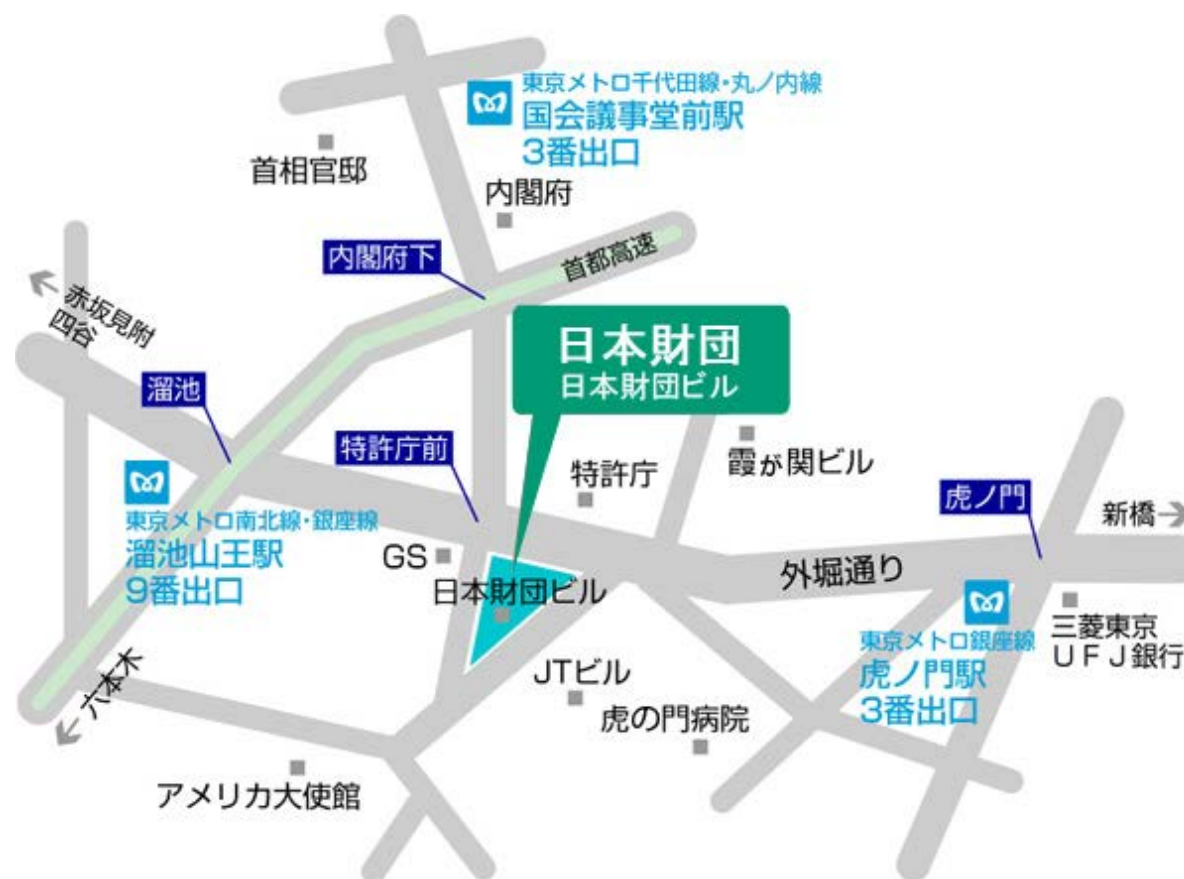 東京メトロ千代田線・丸ノ内線
国会議事堂前駅
3番出口
首相官邸
内閣府
内閣府下
首都高速
赤坂見附
四谷
日本財団
日本財団ビル
溜池
特許庁前
特許庁
霞が関ビル
虎ノ門
新橋
東京メトロ南北線・銀座線
溜池山王駅
9番出口
GS
日本財団ビル
外堀通り
東京メトロ銀座線
虎ノ門駅
3番出口
三菱東京
UFJ銀行
六本木
JTビル
虎の門病院
アメリカ大使館